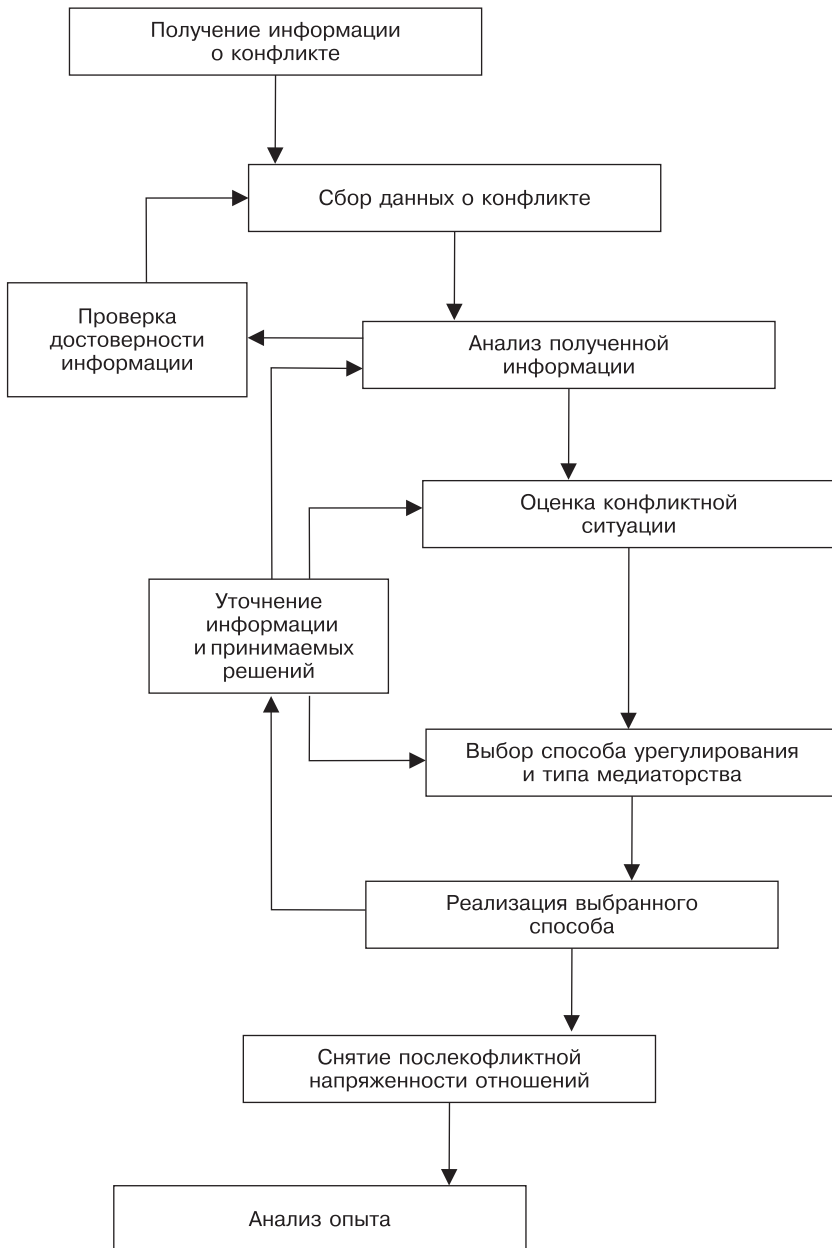 Получение информации
о конфликте
Сбор данных о конфликте
Проверка
достоверности
информации
Анализ полученной
информации
Оценка конфликтной
ситуации
Уточнение
информации
и принимаемых
решений
Выбор способа урегулирования
и типа медиаторства
Реализация выбранного
способа
Снятие послекофликтной
напряженности отношений
Анализ опыта